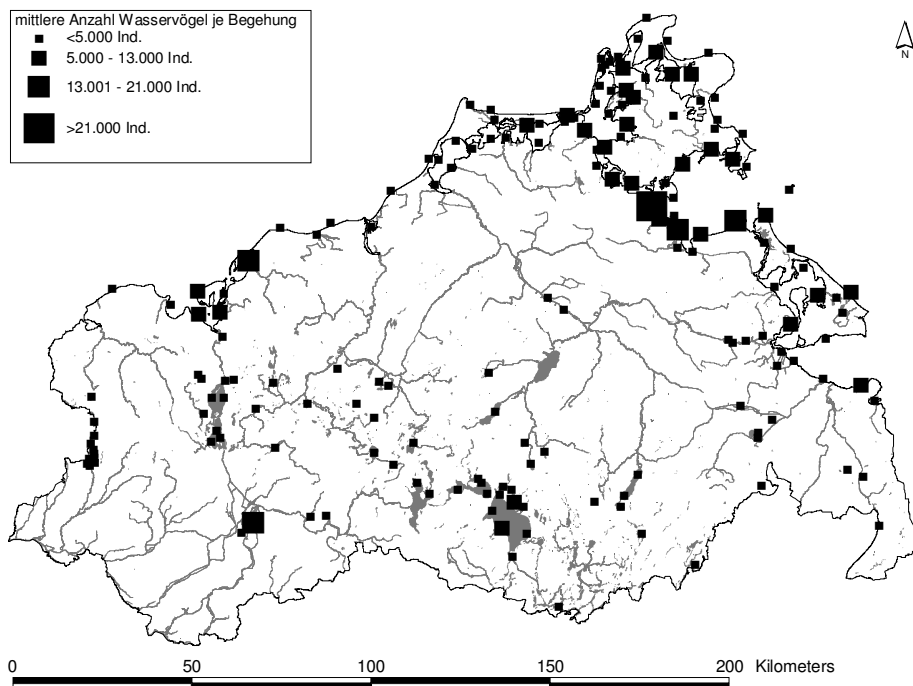 mittlere Anzahl Wasservögel je Begehung
<5.000 Ind.
5.000 - 13.000 Ind.
13.001 - 21.000 Ind.
>21.000 Ind.
N
0 50 100 150 200 Kilometers